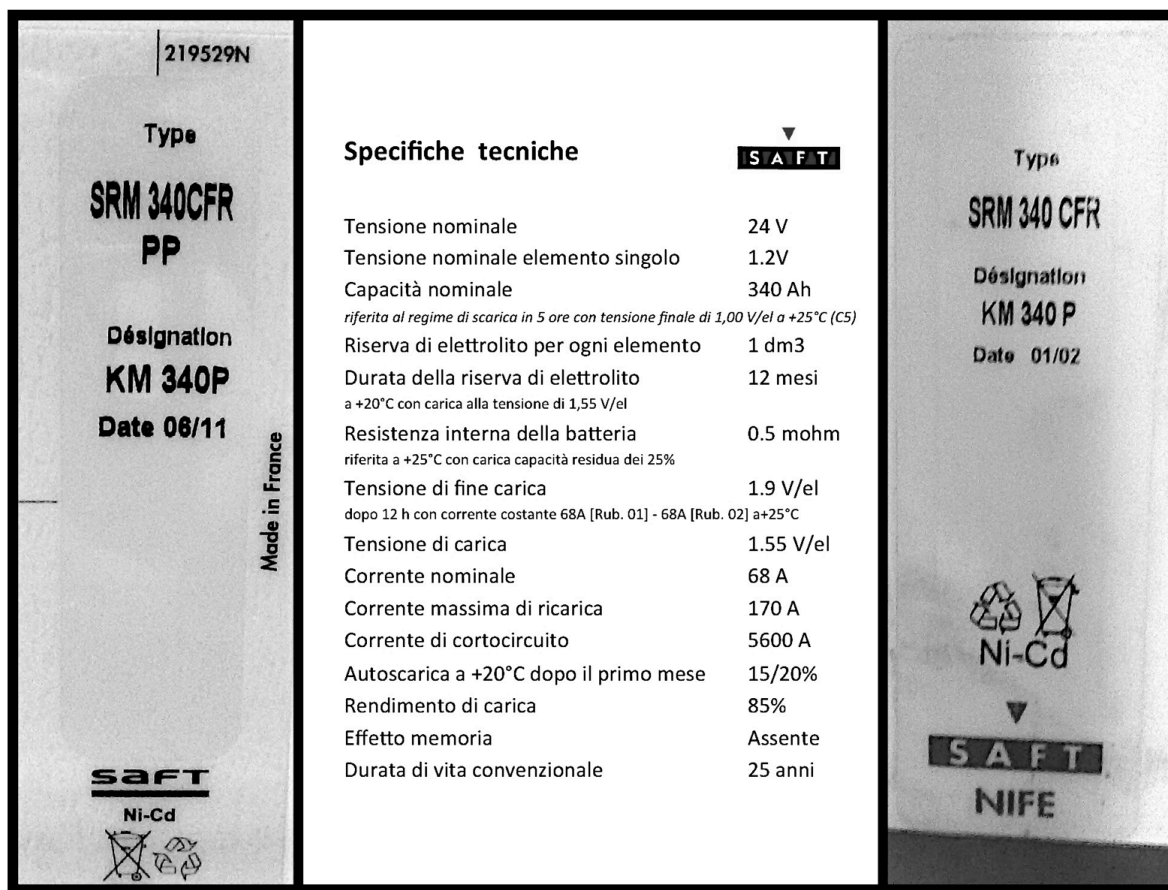 219529N
Type
SRM 340CFR
PP
Désignation
KM 340P
Date 06/11
Made in France
saft
Ni-Cd
Specifiche tecniche
SAFT
Tensione nominale 24 V
Tensione nominale elemento singolo 1.2V
Capacità nominale 340 Ah
riferita al regime di scarica in 5 ore con tensione finale di 1,00 V/el a +25°C (C5)
Riserva di elettrolito per ogni elemento 1 dm3
Durata della riserva di elettrolito 12 mesi
a +20°C con carica alla tensione di 1,55 V/el
Resistenza interna della batteria 0.5 mohm
riferita a +25°C con carica capacità residua dei 25%
Tensione di fine carica 1.9 V/el
dopo 12 h con corrente costante 68A [Rub. 01] - 68A [Rub. 02] a+25°C
Tensione di carica 1.55 V/el
Corrente nominale 68 A
Corrente massima di ricarica 170 A
Corrente di cortocircuito 5600 A
Autoscarica a +20°C dopo il primo mese 15/20%
Rendimento di carica 85%
Effetto memoria Assente
Durata di vita convenzionale 25 anni
Type
SRM 340 CFR
Désignation
KM 340 P
Date 01/02
Ni-Cd
SAFT
NIFE